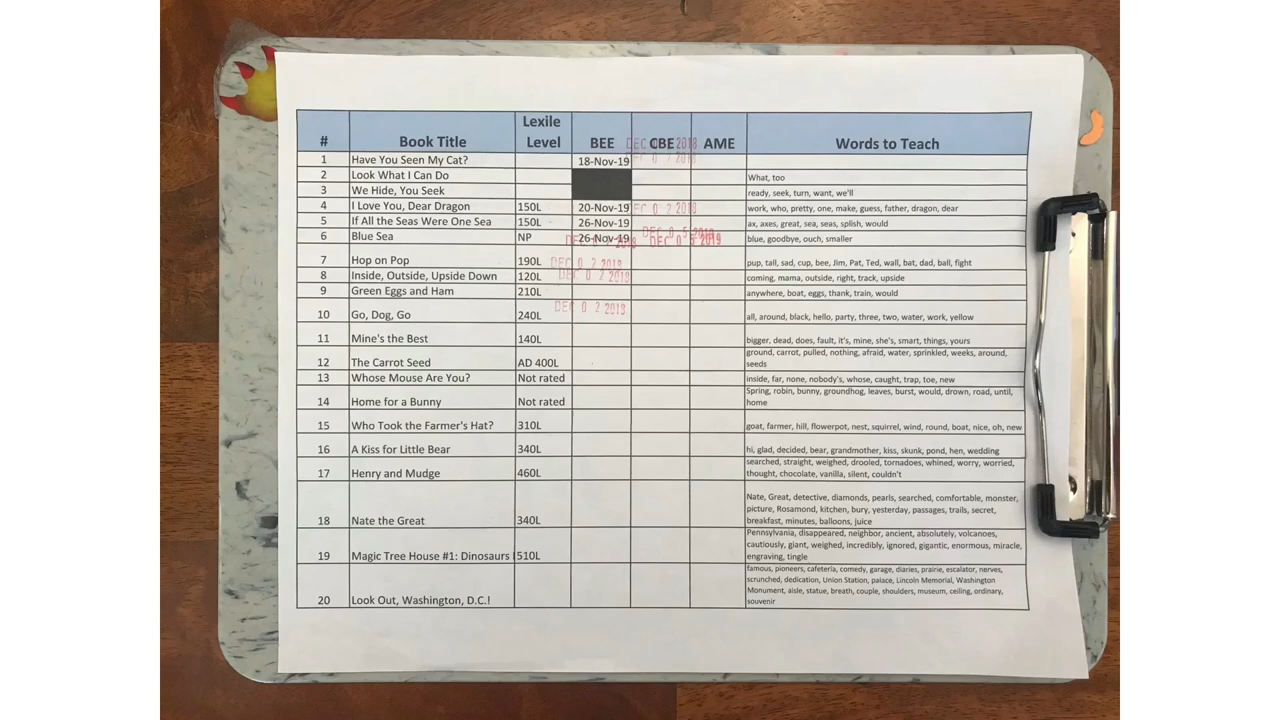 # Book Title Lexile Level BEE CBE AME Words to Teach
1 Have You Seen My Cat? 18-Nov-19
2 Look What I Can Do What, too
3 We Hide, You Seek ready, seek, turn, want, we'll
4 I Love You, Dear Dragon 150L 20-Nov-19 DEC 0 2 2019 work, who, pretty, one, make, guess, father, dragon, dear
5 If All the Seas Were One Sea 150L 26-Nov-19 ax, axes, great, sea, seas, splish, would
6 Blue Sea NP 26-Nov-19 blue, goodbye, ouch, smaller
7 Hop on Pop 190L DEC 0 2 2019 pup, tall, sad, cup, bee, Jim, Pat, Ted, wall, bat, dad, ball, fight
8 Inside, Outside, Upside Down 120L DEC 0 2 2019 coming, mama, outside, right, track, upside
9 Green Eggs and Ham 210L anywhere, boat, eggs, thank, train, would
10 Go, Dog, Go 240L DEC 0 2 2019 all, around, black, hello, party, three, two, water, work, yellow
11 Mine's the Best 140L bigger, dead, does, fault, it's, mine, she's, smart, things, yours
12 The Carrot Seed AD 400L ground, carrot, pulled, nothing, afraid, water, sprinkled, weeks, around,
seeds
13 Whose Mouse Are You? Not rated inside, far, none, nobody's, whose, caught, trap, toe, new
14 Home for a Bunny Not rated Spring, robin, bunny, groundhog, leaves, burst, would, drown, road, until,
home
15 Who Took the Farmer's Hat? 310L goat, farmer, hill, flowerpot, nest, squirrel, wind, round, boat, nice, oh, new
16 A Kiss for Little Bear 340L hi, glad, decided, bear, grandmother, kiss, skunk, pond, hen, wedding
17 Henry and Mudge 460L searched, straight, weighed, drooled, tornadoes, whined, worry, worried,
thought, chocolate, vanilla, silent, couldn't
18 Nate the Great 340L Nate, Great, detective, diamonds, pearls, searched, comfortable, monster,
picture, Rosamond, kitchen, bury, yesterday, passages, trails, secret,
breakfast, minutes, balloons, juice
19 Magic Tree House #1: Dinosaurs 510L Pennsylvania, disappeared, neighbor, ancient, absolutely, volcanoes,
cautiously, giant, weighed, incredibly, ignored, gigantic, enormous, miracle,
engraving, tingle
20 Look Out, Washington, D.C.! famous, pioneers, cafeteria, comedy, garage, diaries, prairie, escalator, nerves,
scrunched, dedication, Union Station, palace, Lincoln Memorial, Washington
Monument, aisle, statue, breath, couple, shoulders, museum, ceiling, ordinary,
souvenir